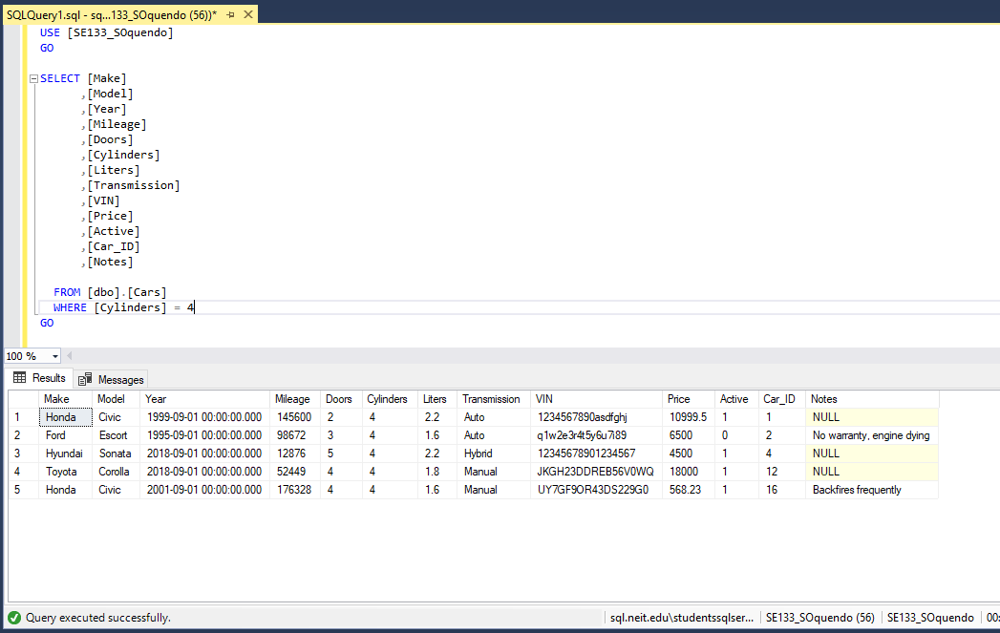 SQLQuery1.sql - sq...133_SOquendo (56))*
USE [SE133_SOquendo]
GO
SELECT [Make]
,[Model]
,[Year]
,[Mileage]
,[Doors]
,[Cylinders]
,[Liters]
,[Transmission]
,[VIN]
,[Price]
,[Active]
,[Car_ID]
,[Notes]
FROM [dbo].[Cars]
WHERE [Cylinders] = 4
GO
100 %
Results Messages
Make Model Year Mileage Doors Cylinders Liters Transmission VIN Price Active Car_ID Notes
1 Honda Civic 1999-09-01 00:00:00.000 145600 2 4 2.2 Auto 1234567890asdfghj 10999.5 1 1 NULL
2 Ford Escort 1995-09-01 00:00:00.000 98672 3 4 1.6 Auto q1w2e3r4t5y6u7i89 6500 0 2 No warranty, engine dying
3 Hyundai Sonata 2018-09-01 00:00:00.000 12876 5 4 2.2 Hybrid 12345678901234567 4500 1 4 NULL
4 Toyota Corolla 2018-09-01 00:00:00.000 52449 4 4 1.8 Manual JKGH23DDREB56V0WQ 18000 1 12 NULL
5 Honda Civic 2001-09-01 00:00:00.000 176328 4 4 1.6 Manual UY7GF9OR43DS229G0 568.23 1 16 Backfires frequently
Query executed successfully. sql.neit.edu\studentssqlser... SE133_SOquendo (56) SE133_SOquendo 00: